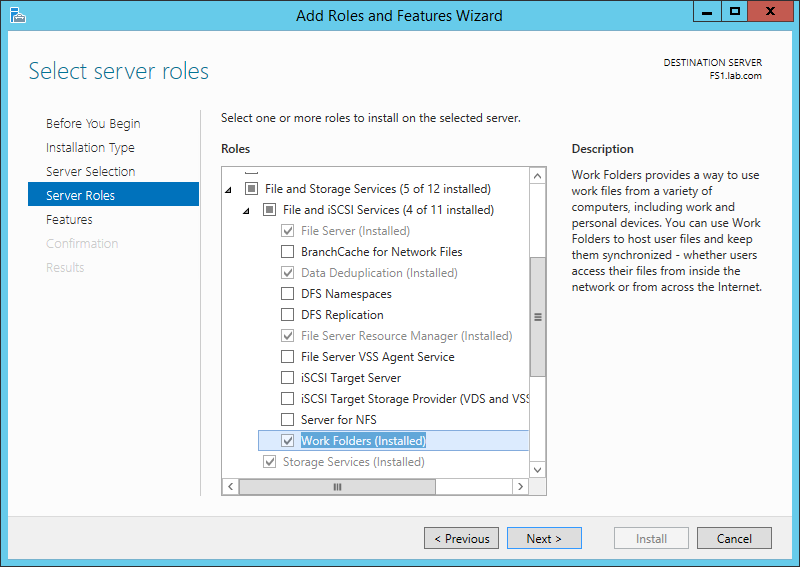 Add Roles and Features Wizard
Select server roles
DESTINATION SERVER
FS1.lab.com
Before You Begin
Installation Type
Server Selection
Server Roles
Features
Confirmation
Results
Select one or more roles to install on the selected server.
Roles
File and Storage Services (5 of 12 installed)
File and iSCSI Services (4 of 11 installed)
File Server (Installed)
BranchCache for Network Files
Data Deduplication (Installed)
DFS Namespaces
DFS Replication
File Server Resource Manager (Installed)
File Server VSS Agent Service
iSCSI Target Server
iSCSI Target Storage Provider (VDS and VSS
Server for NFS
Work Folders (Installed)
Storage Services (Installed)
Description
Work Folders provides a way to use
work files from a variety of
computers, including work and
personal devices. You can use Work
Folders to host user files and keep
them synchronized - whether users
access their files from inside the
network or from across the Internet.
< Previous
Next >
Install
Cancel